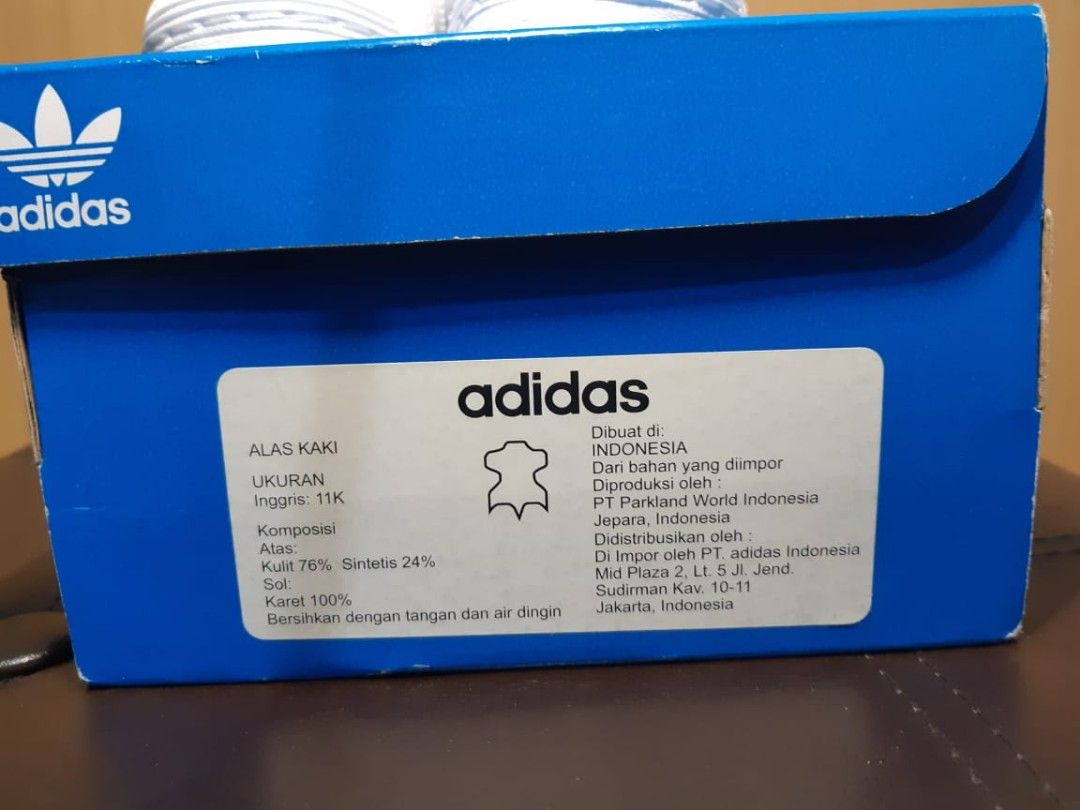 adidas
adidas
ALAS KAKI
UKURAN
Inggris: 11K
Komposisi
Atas:
Kulit 76% Sintetis 24%
Sol:
Karet 100%
Bersihkan dengan tangan dan air dingin
Dibuat di:
INDONESIA
Dari bahan yang diimpor
Diproduksi oleh :
PT Parkland World Indonesia
Jepara, Indonesia
Didistribusikan oleh :
Di Impor oleh PT. adidas Indonesia
Mid Plaza 2, Lt. 5 Jl. Jend.
Sudirman Kav. 10-11
Jakarta, Indonesia